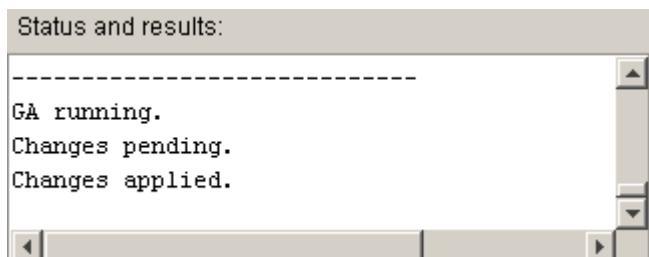 Status and results:
------------------------------
GA running.
Changes pending.
Changes applied.